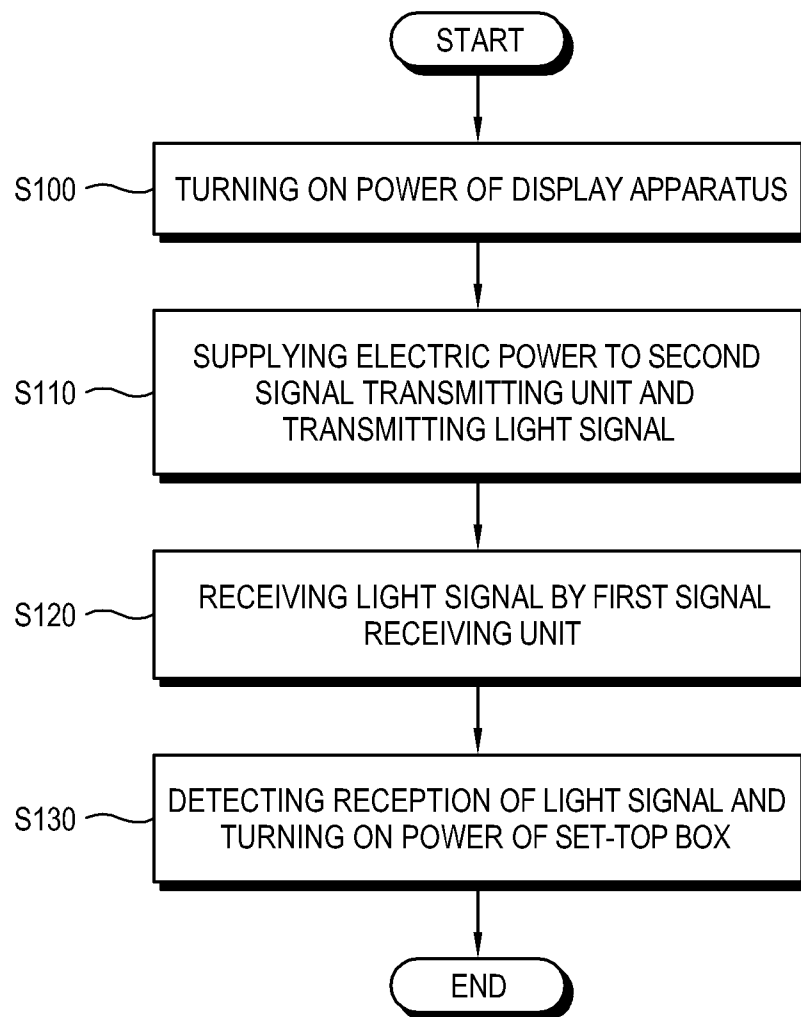 START
S100
TURNING ON POWER OF DISPLAY APPARATUS
S110
SUPPLYING ELECTRIC POWER TO SECOND
SIGNAL TRANSMITTING UNIT AND
TRANSMITTING LIGHT SIGNAL
S120
RECEIVING LIGHT SIGNAL BY FIRST SIGNAL
RECEIVING UNIT
S130
DETECTING RECEPTION OF LIGHT SIGNAL AND
TURNING ON POWER OF SET-TOP BOX
END